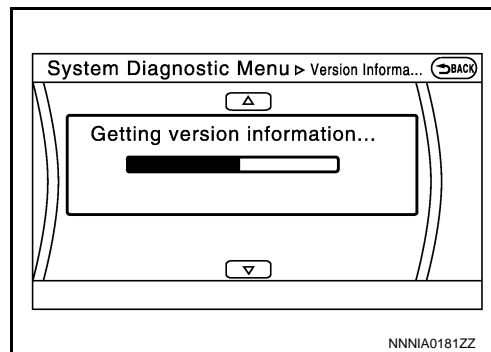 System Diagnostic Menu ▷ Version Informa... BACK
Getting version information...
NNNIA0181ZZ